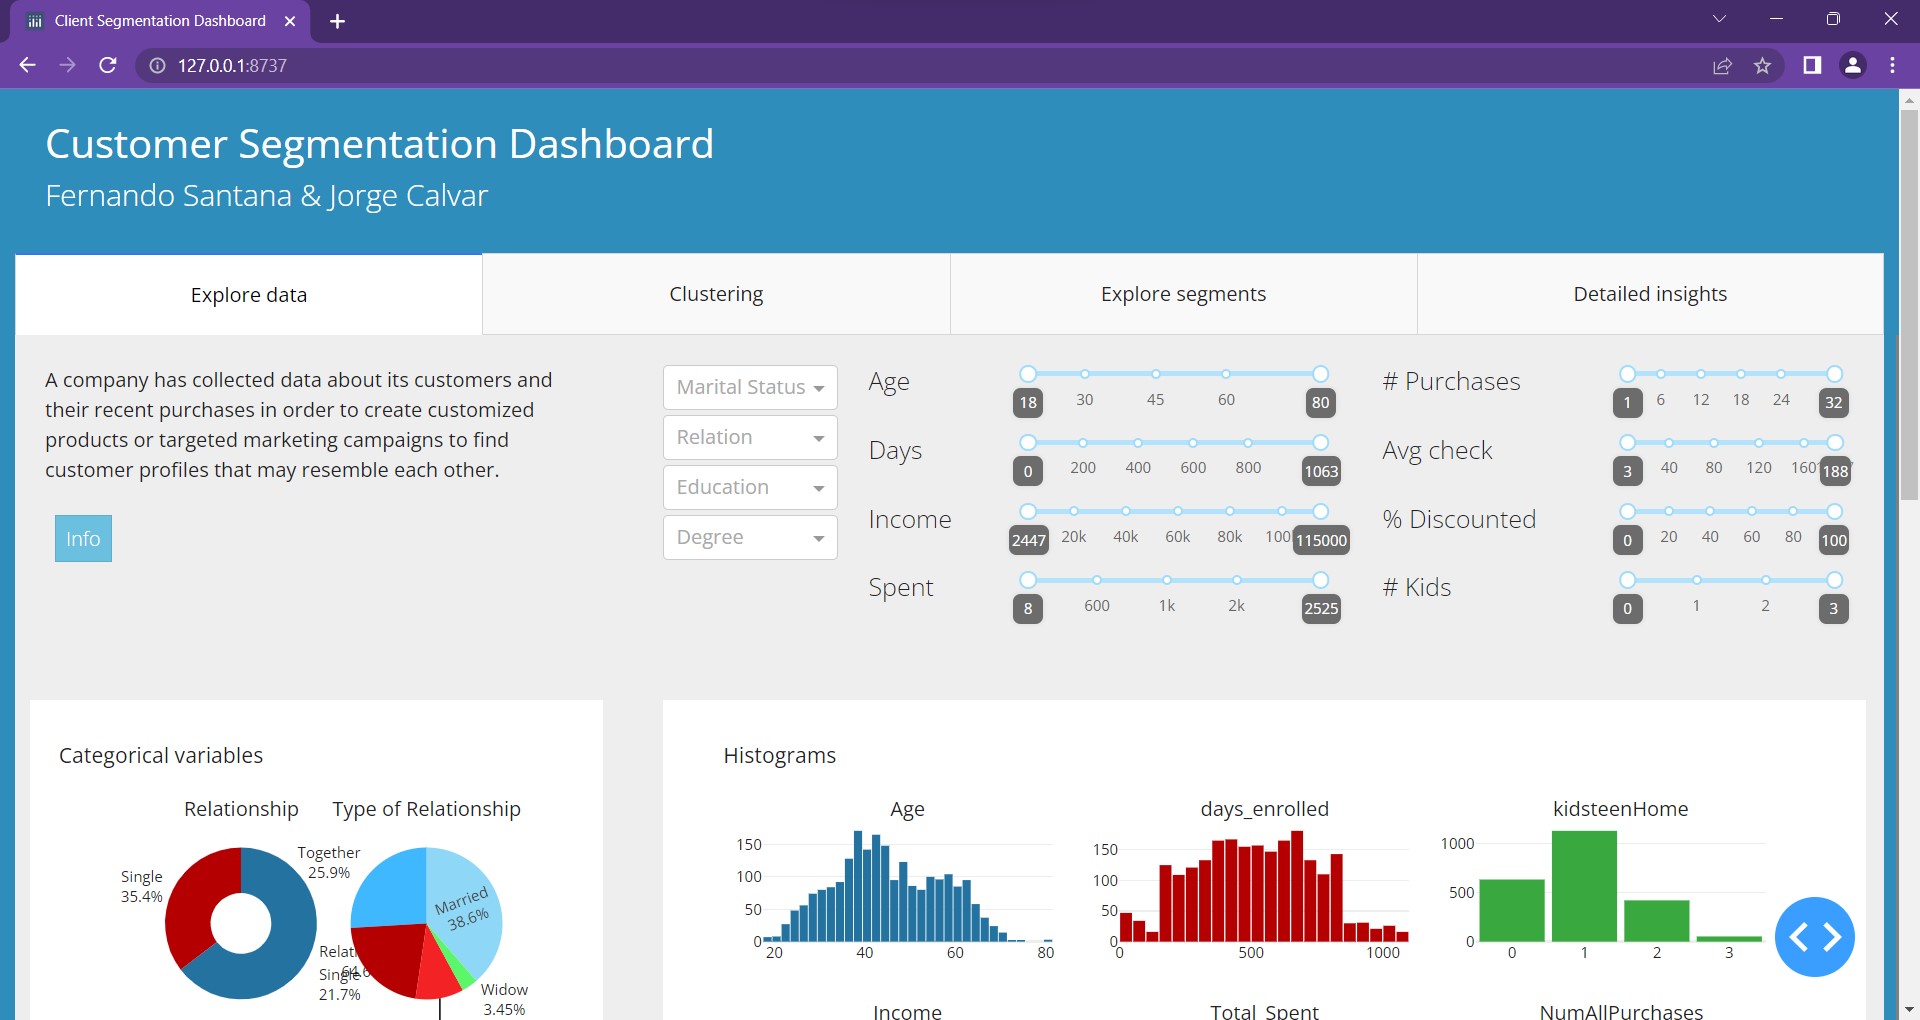 Client Segmentation Dashboard
127.0.0.1:8737
Customer Segmentation Dashboard
Fernando Santana & Jorge Calvar
Explore data
Clustering
Explore segments
Detailed insights
A company has collected data about its customers and
their recent purchases in order to create customized
products or targeted marketing campaigns to find
customer profiles that may resemble each other.
Info
Marital Status
Relation
Education
Degree
Age
18 30 45 60 80
Days
0 200 400 600 800 1063
Income
2447 20k 40k 60k 80k 100 115000
Spent
8 600 1k 2k 2525
# Purchases
1 6 12 18 24 32
Avg check
3 40 80 120 160 188
% Discounted
0 20 40 60 80 100
# Kids
0 1 2 3
Categorical variables
Relationship
Single
35.4%
Relat
64.6
Type of Relationship
Together
25.9%
Married
38.6%
Single
21.7%
Widow
3.45%
Histograms
Age
150
100
50
0
20 40 60 80
days_enrolled
150
100
50
0
0 500 1000
kidsteenHome
1000
500
0
0 1 2 3
Income
Total_Spent
NumAllPurchases